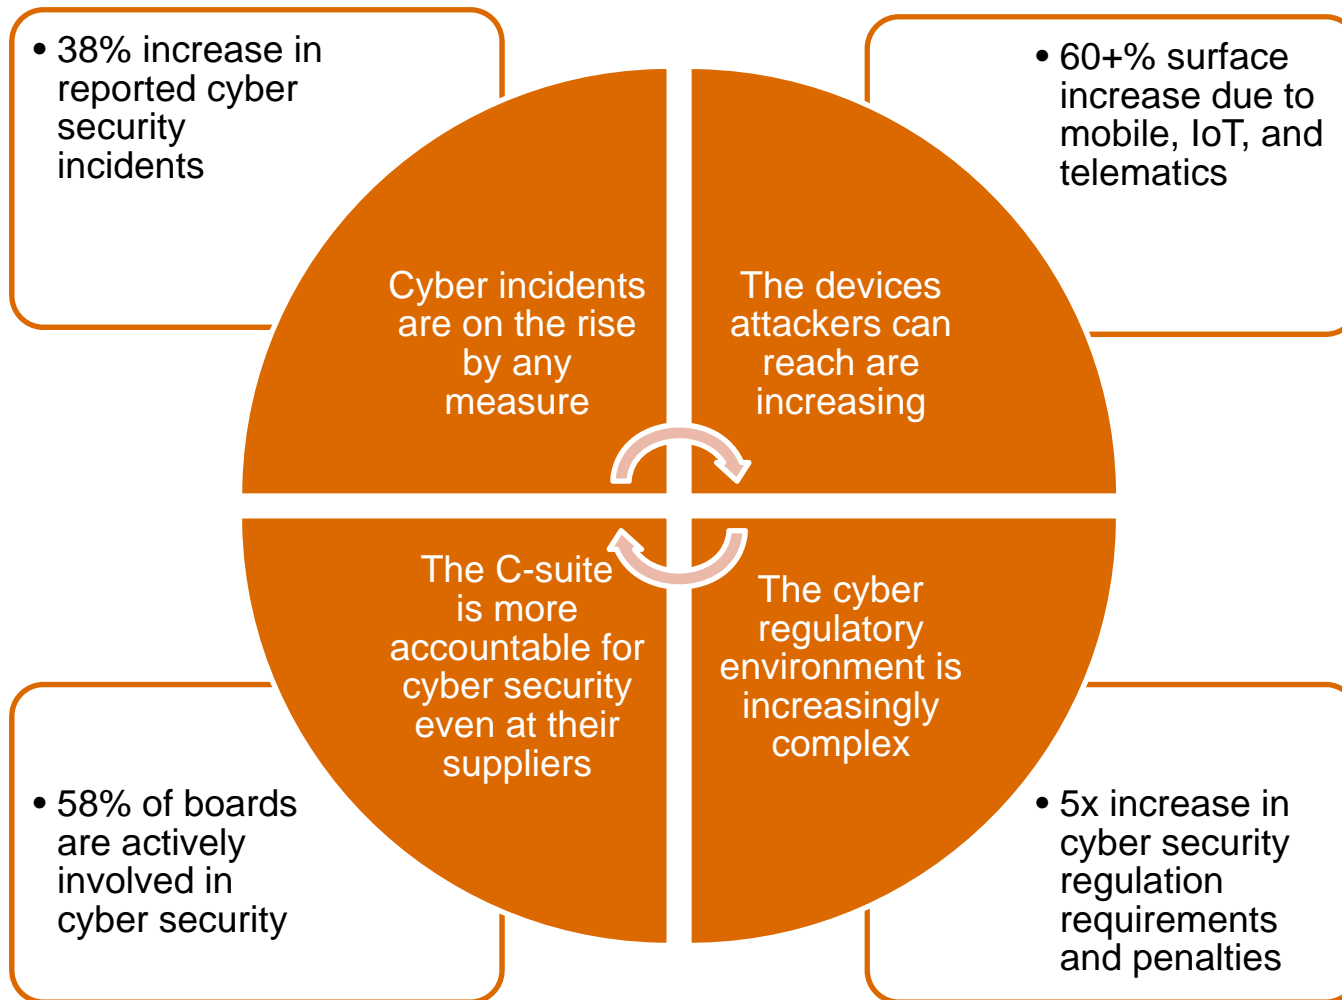 • 38% increase in
reported cyber
security
incidents
• 60+% surface
increase due to
mobile, IoT, and
telematics
Cyber incidents
are on the rise
by any
measure
The devices
attackers can
reach are
increasing
The C-suite
is more
accountable for
cyber security
even at their
suppliers
The cyber
regulatory
environment is
increasingly
complex
• 58% of boards
are actively
involved in
cyber security
• 5x increase in
cyber security
regulation
requirements
and penalties